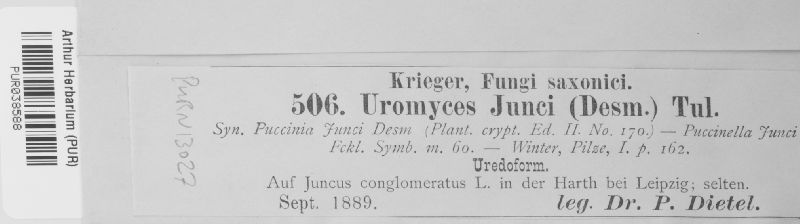 Arthur Herbarium (PUR)
PUR038588
PURN13027
Krieger, Fungi saxonici.
506. Uromyces Junci (Desm.) Tul.
Syn. Puccinia Junci Desm (Plant. crypt. Ed. II. No. 170.) — Puccinella Junci
Fckl. Symb. m. 60. — Winter, Pilze, I. p. 162.
Uredoform.
Auf Juncus conglomeratus L. in der Harth bei Leipzig; selten.
Sept. 1889. leg. Dr. P. Dietel.